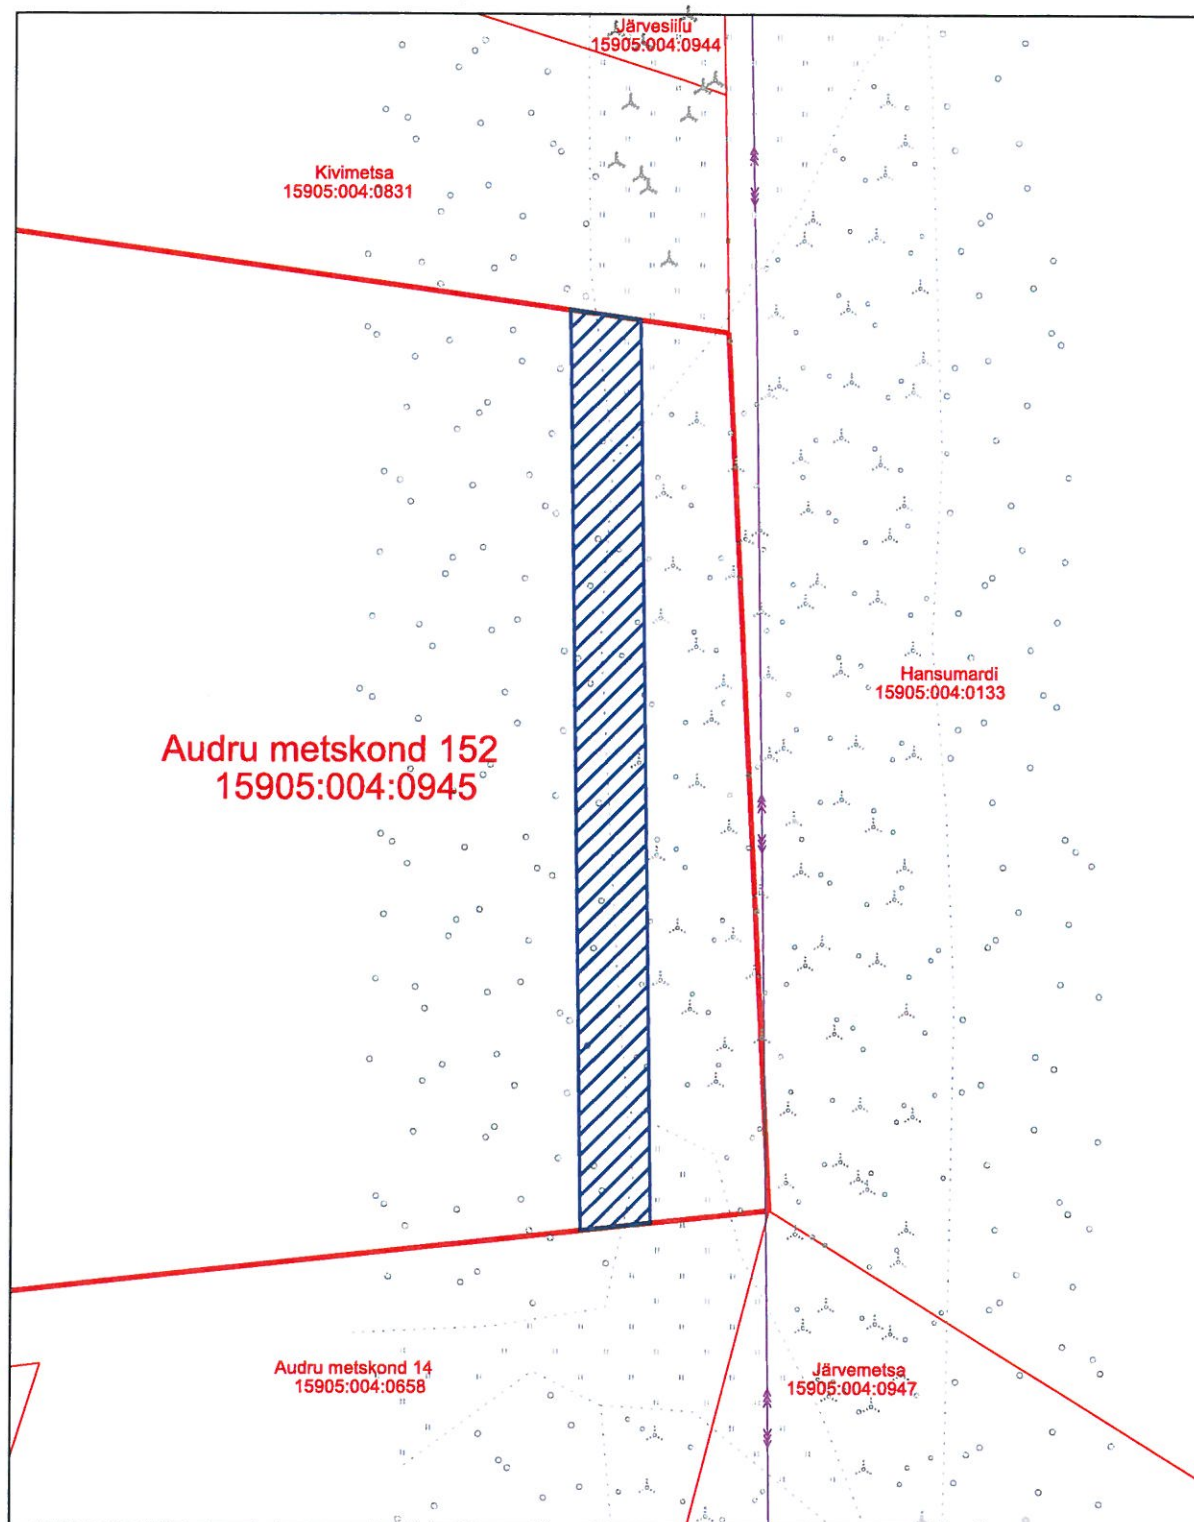 Järvesiilu
15905:004:0944
Kivimetsa
15905:004:0831
Hansumardi
15905:004:0133
Audru metskond 152
15905:004:0945
Audru metskond 14
15905:004:0658
Järvemetsa
15905:004:0947